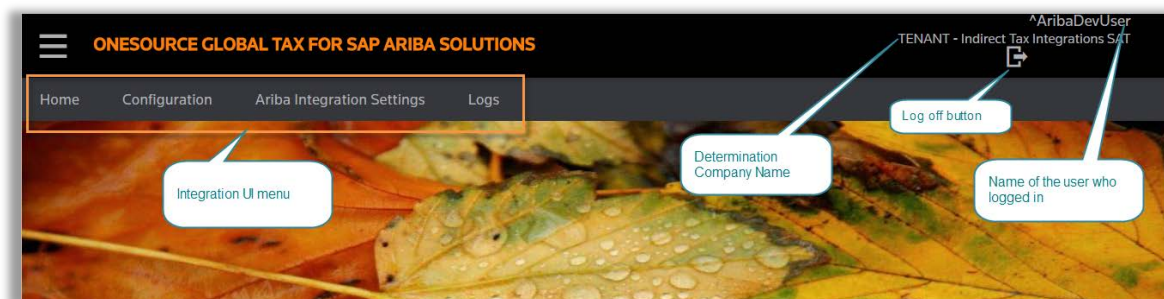 ^AribaDevUser
ONESOURCE GLOBAL TAX FOR SAP ARIBA SOLUTIONS
TENANT - Indirect Tax Integrations SAT
Home Configuration Ariba Integration Settings Logs
Log off button
Determination
Company Name
Integration UI menu
Name of the user who
logged in